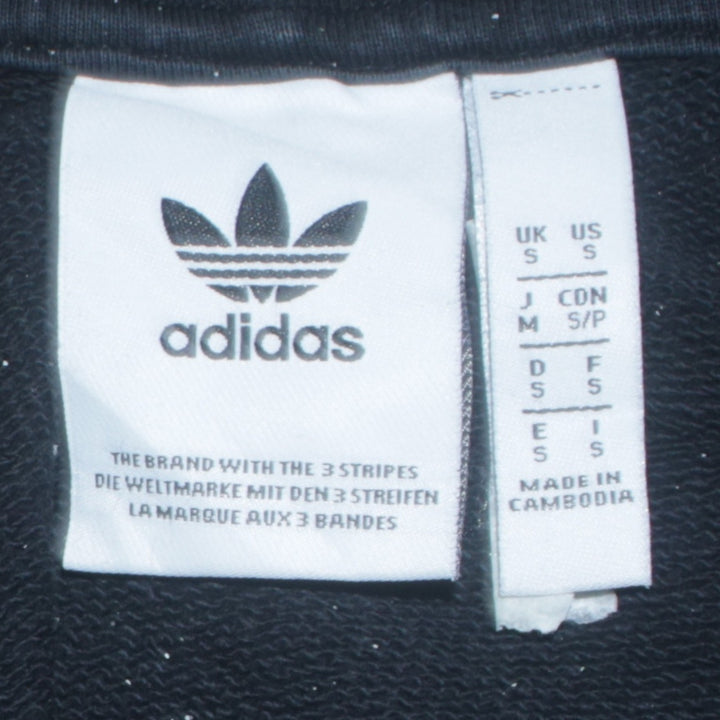 adidas
THE BRAND WITH THE 3 STRIPES
DIE WELTMARKE MIT DEN 3 STREIFEN
LA MARQUE AUX 3 BANDES
UK US
S S
J CDN
M S/P
D F
S S
E I
S S
MADE IN
CAMBODIA